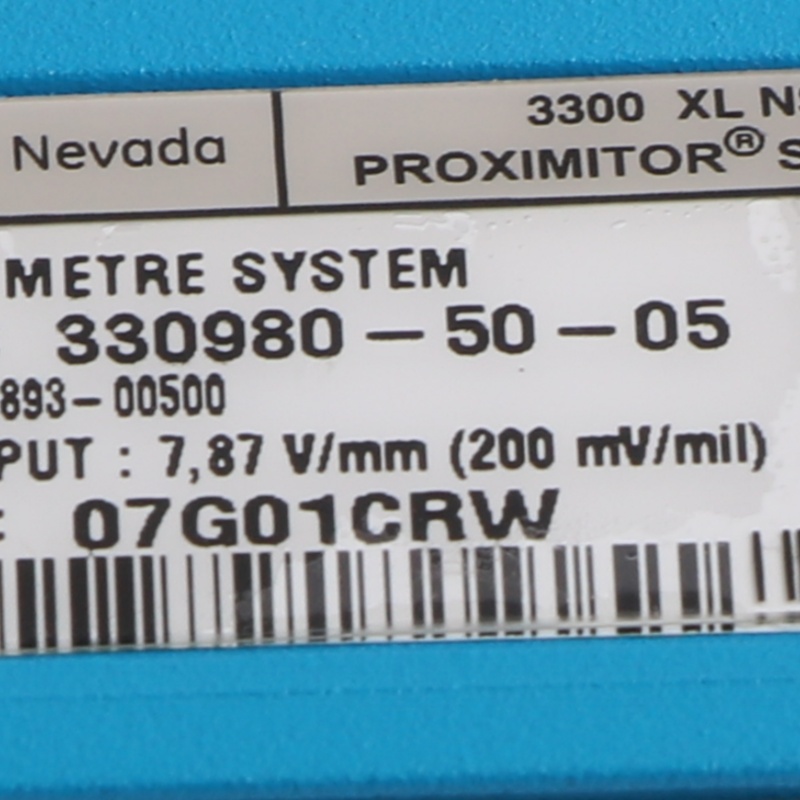 Nevada
3300 XL
PROXIMITOR®
METRE SYSTEM
330980-50-05
893-00500
PUT : 7,87 V/mm (200 mV/mil)
: 07G01CRW